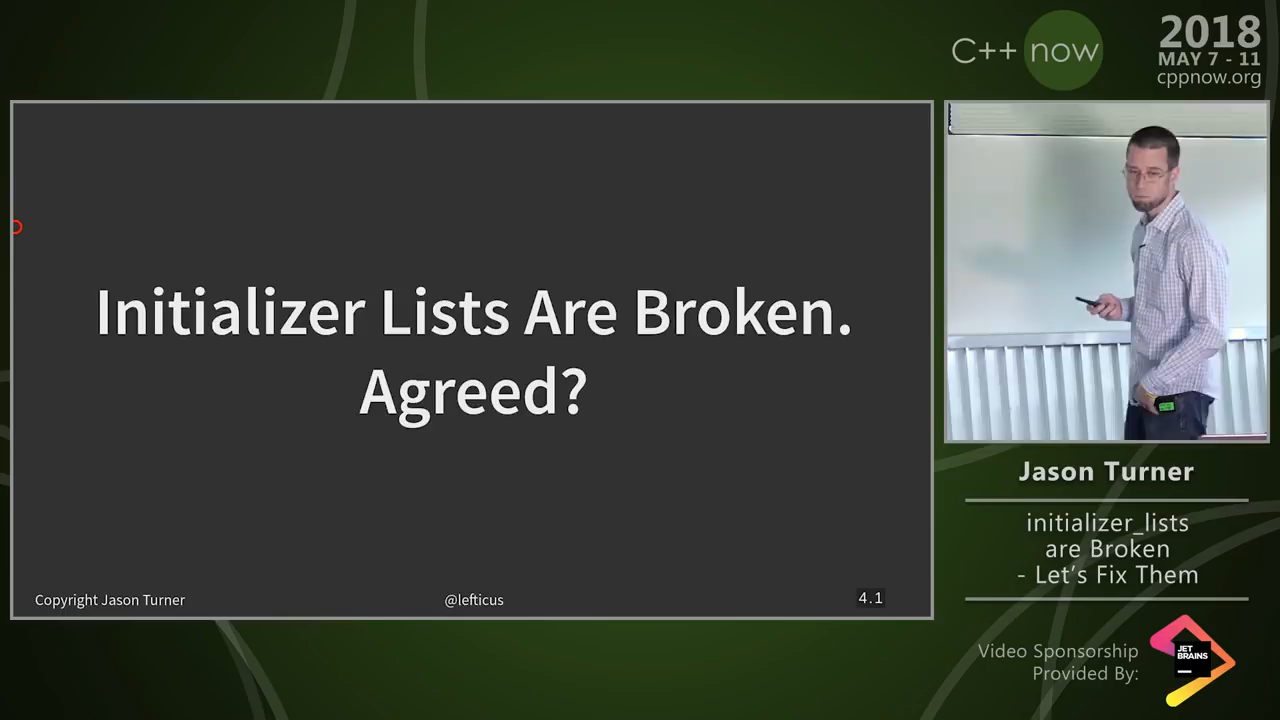 C++ now
2018
MAY 7 - 11
cppnow.org
Initializer Lists Are Broken.
Agreed?
Copyright Jason Turner
@lefticus
4.1
Jason Turner
initializer_lists
are Broken
- Let's Fix Them
Video Sponsorship
Provided By:
JET
BRAINS